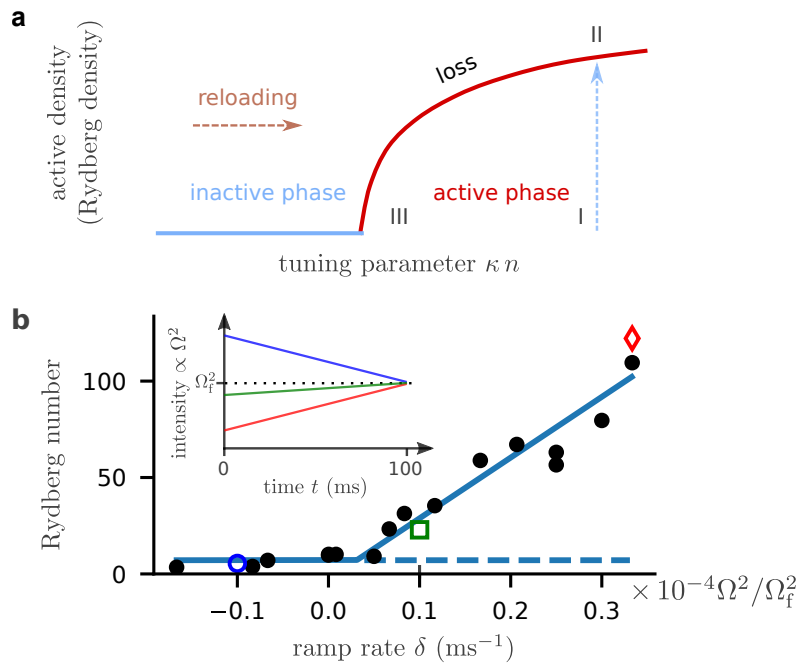 a
active density
(Rydberg density)
reloading
loss
II
inactive phase
active phase
III
I
tuning parameter κ n
b
Rydberg number
100
50
0
intensity ∝ Ω²
Ω_f²
0
100
time t (ms)
−0.1
0.0
0.1
0.2
0.3
× 10⁻⁴Ω²/Ω_f²
ramp rate δ (ms⁻¹)